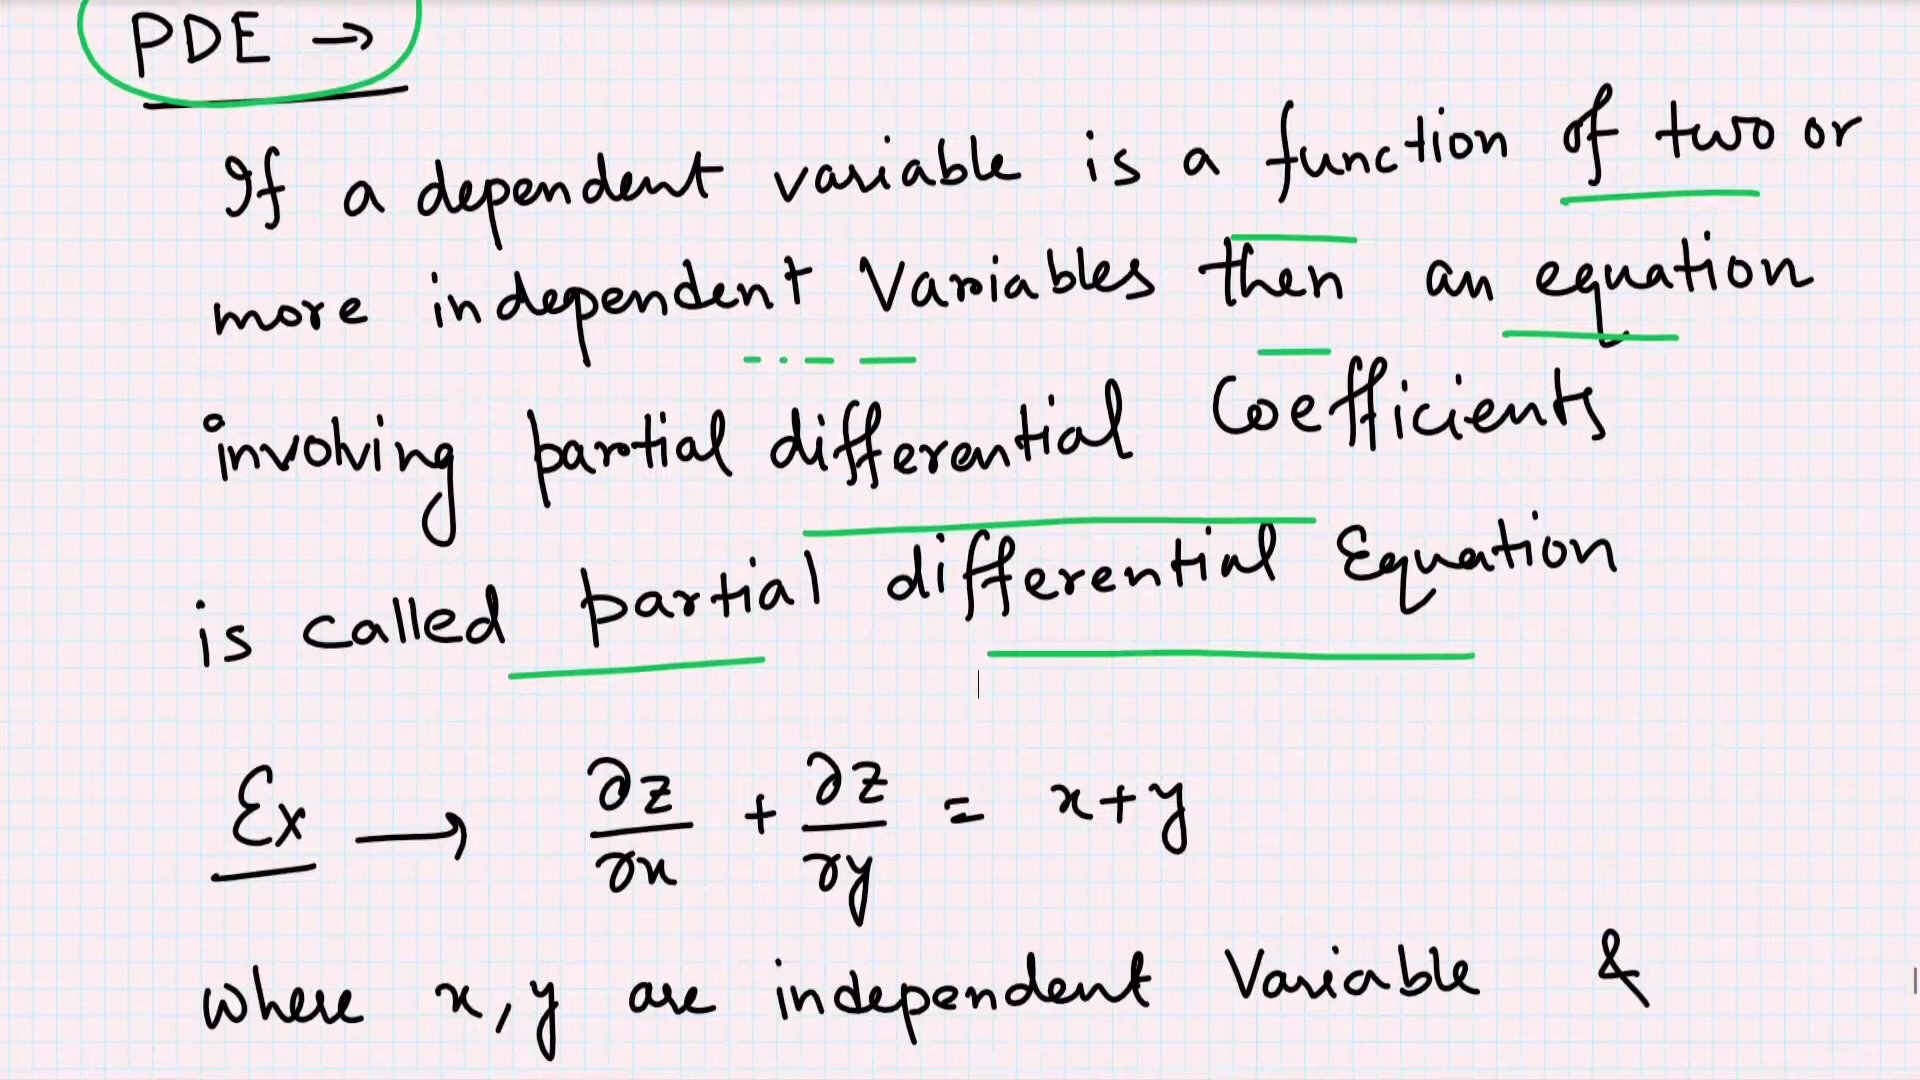 PDE →
If a dependent variable is a function of two or
more independent Variables then an equation
involving partial differential Coefficients
is called partial differential Equation
Ex → ∂z/∂x + ∂z/∂y = x+y
where x, y are independent Variable &